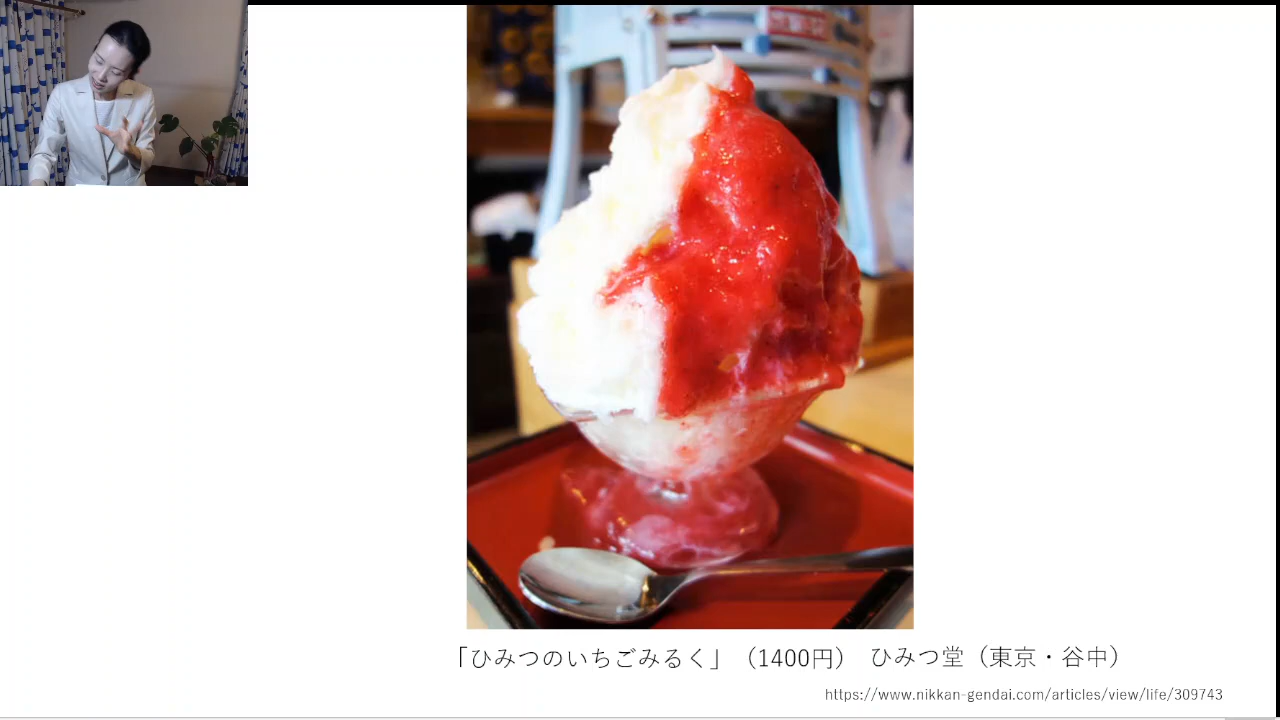 「ひみつのいちごみるく」（1400円） ひみつ堂（東京・谷中）
https://www.nikkan-gendai.com/articles/view/life/309743